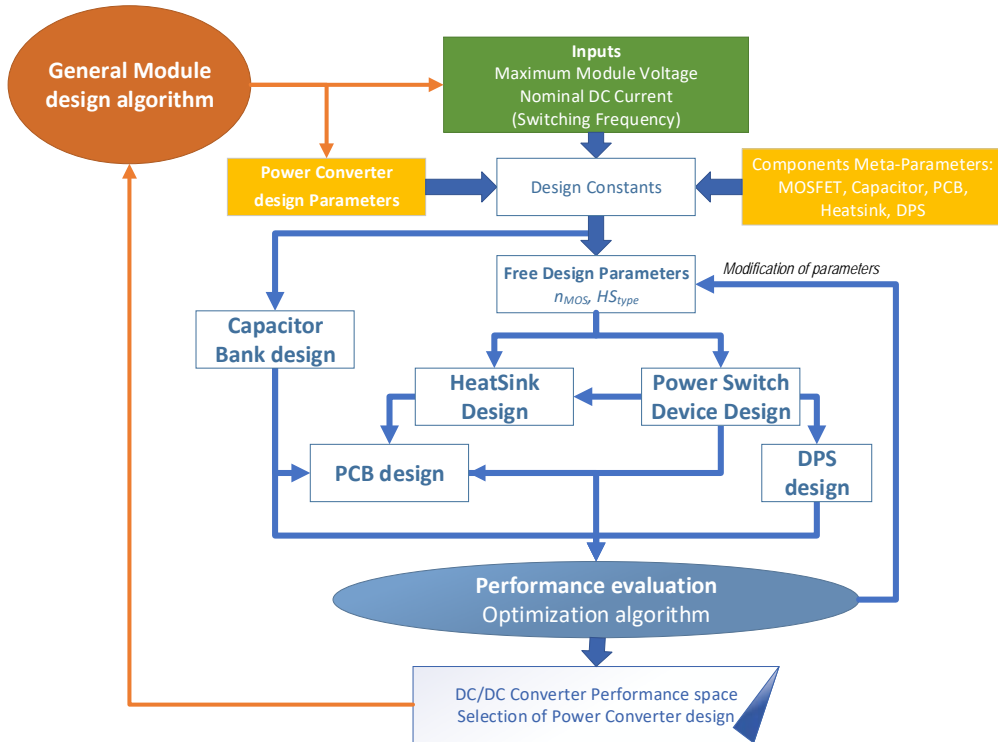 General Module
design algorithm
Inputs
Maximum Module Voltage
Nominal DC Current
(Switching Frequency)
Power Converter
design Parameters
Design Constants
Components Meta-Parameters:
MOSFET, Capacitor, PCB,
Heatsink, DPS
Free Design Parameters
nMOS, HStype
Modification of parameters
Capacitor
Bank design
HeatSink
Design
Power Switch
Device Design
PCB design
DPS
design
Performance evaluation
Optimization algorithm
DC/DC Converter Performance space
Selection of Power Converter design